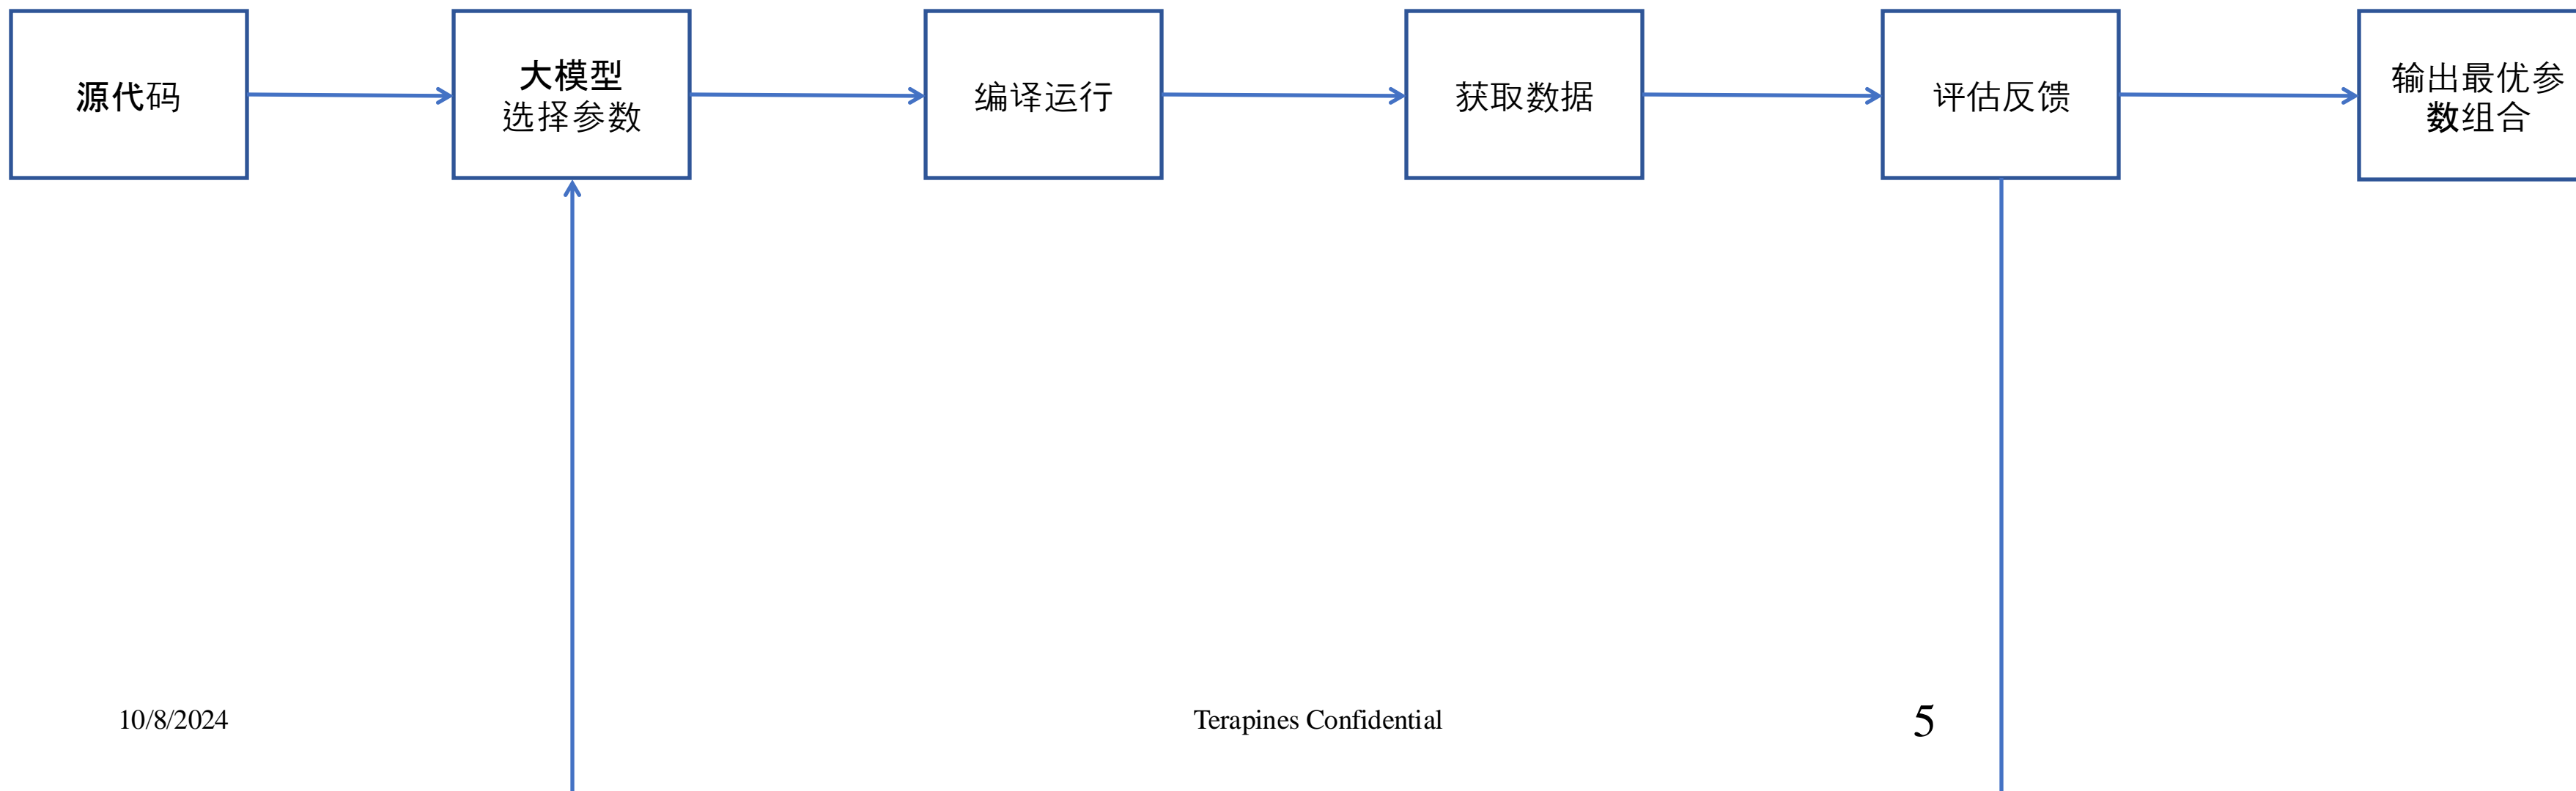 源代码
大模型
选择参数
编译运行
获取数据
评估反馈
输出最优参
数组合
10/8/2024
Terapines Confidential
5